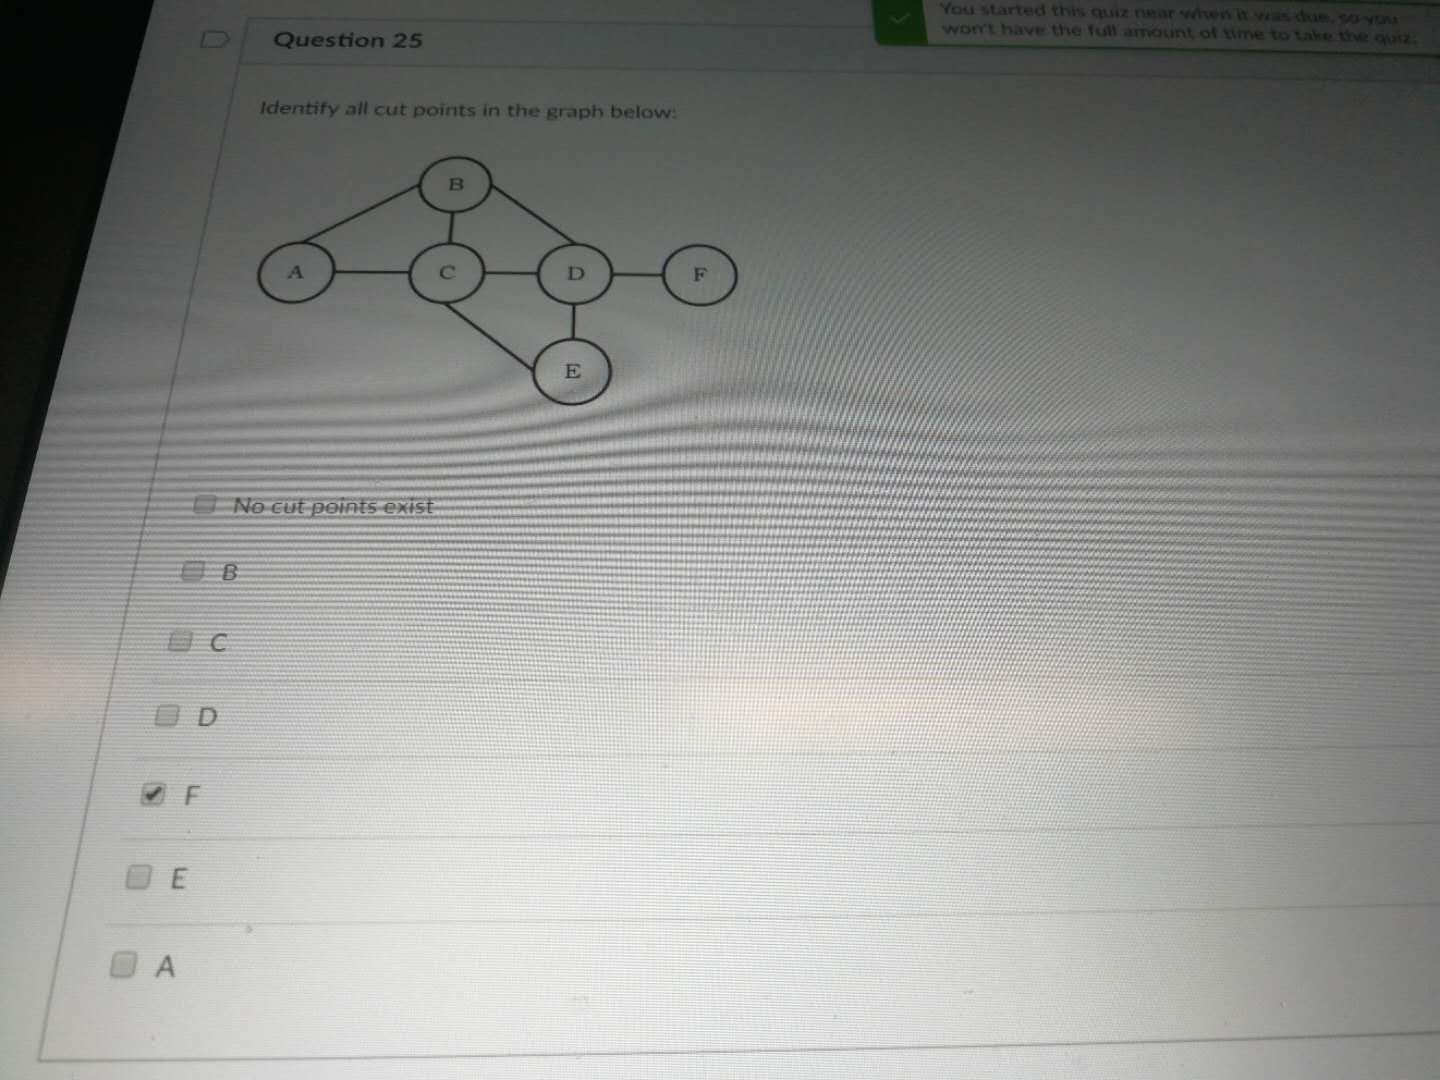 You started this quiz near when it was due, so you
won't have the full amount of time to take the quiz.
Question 25
Identify all cut points in the graph below:
B
A C D F
E
No cut points exist
B
C
D
F
E
A